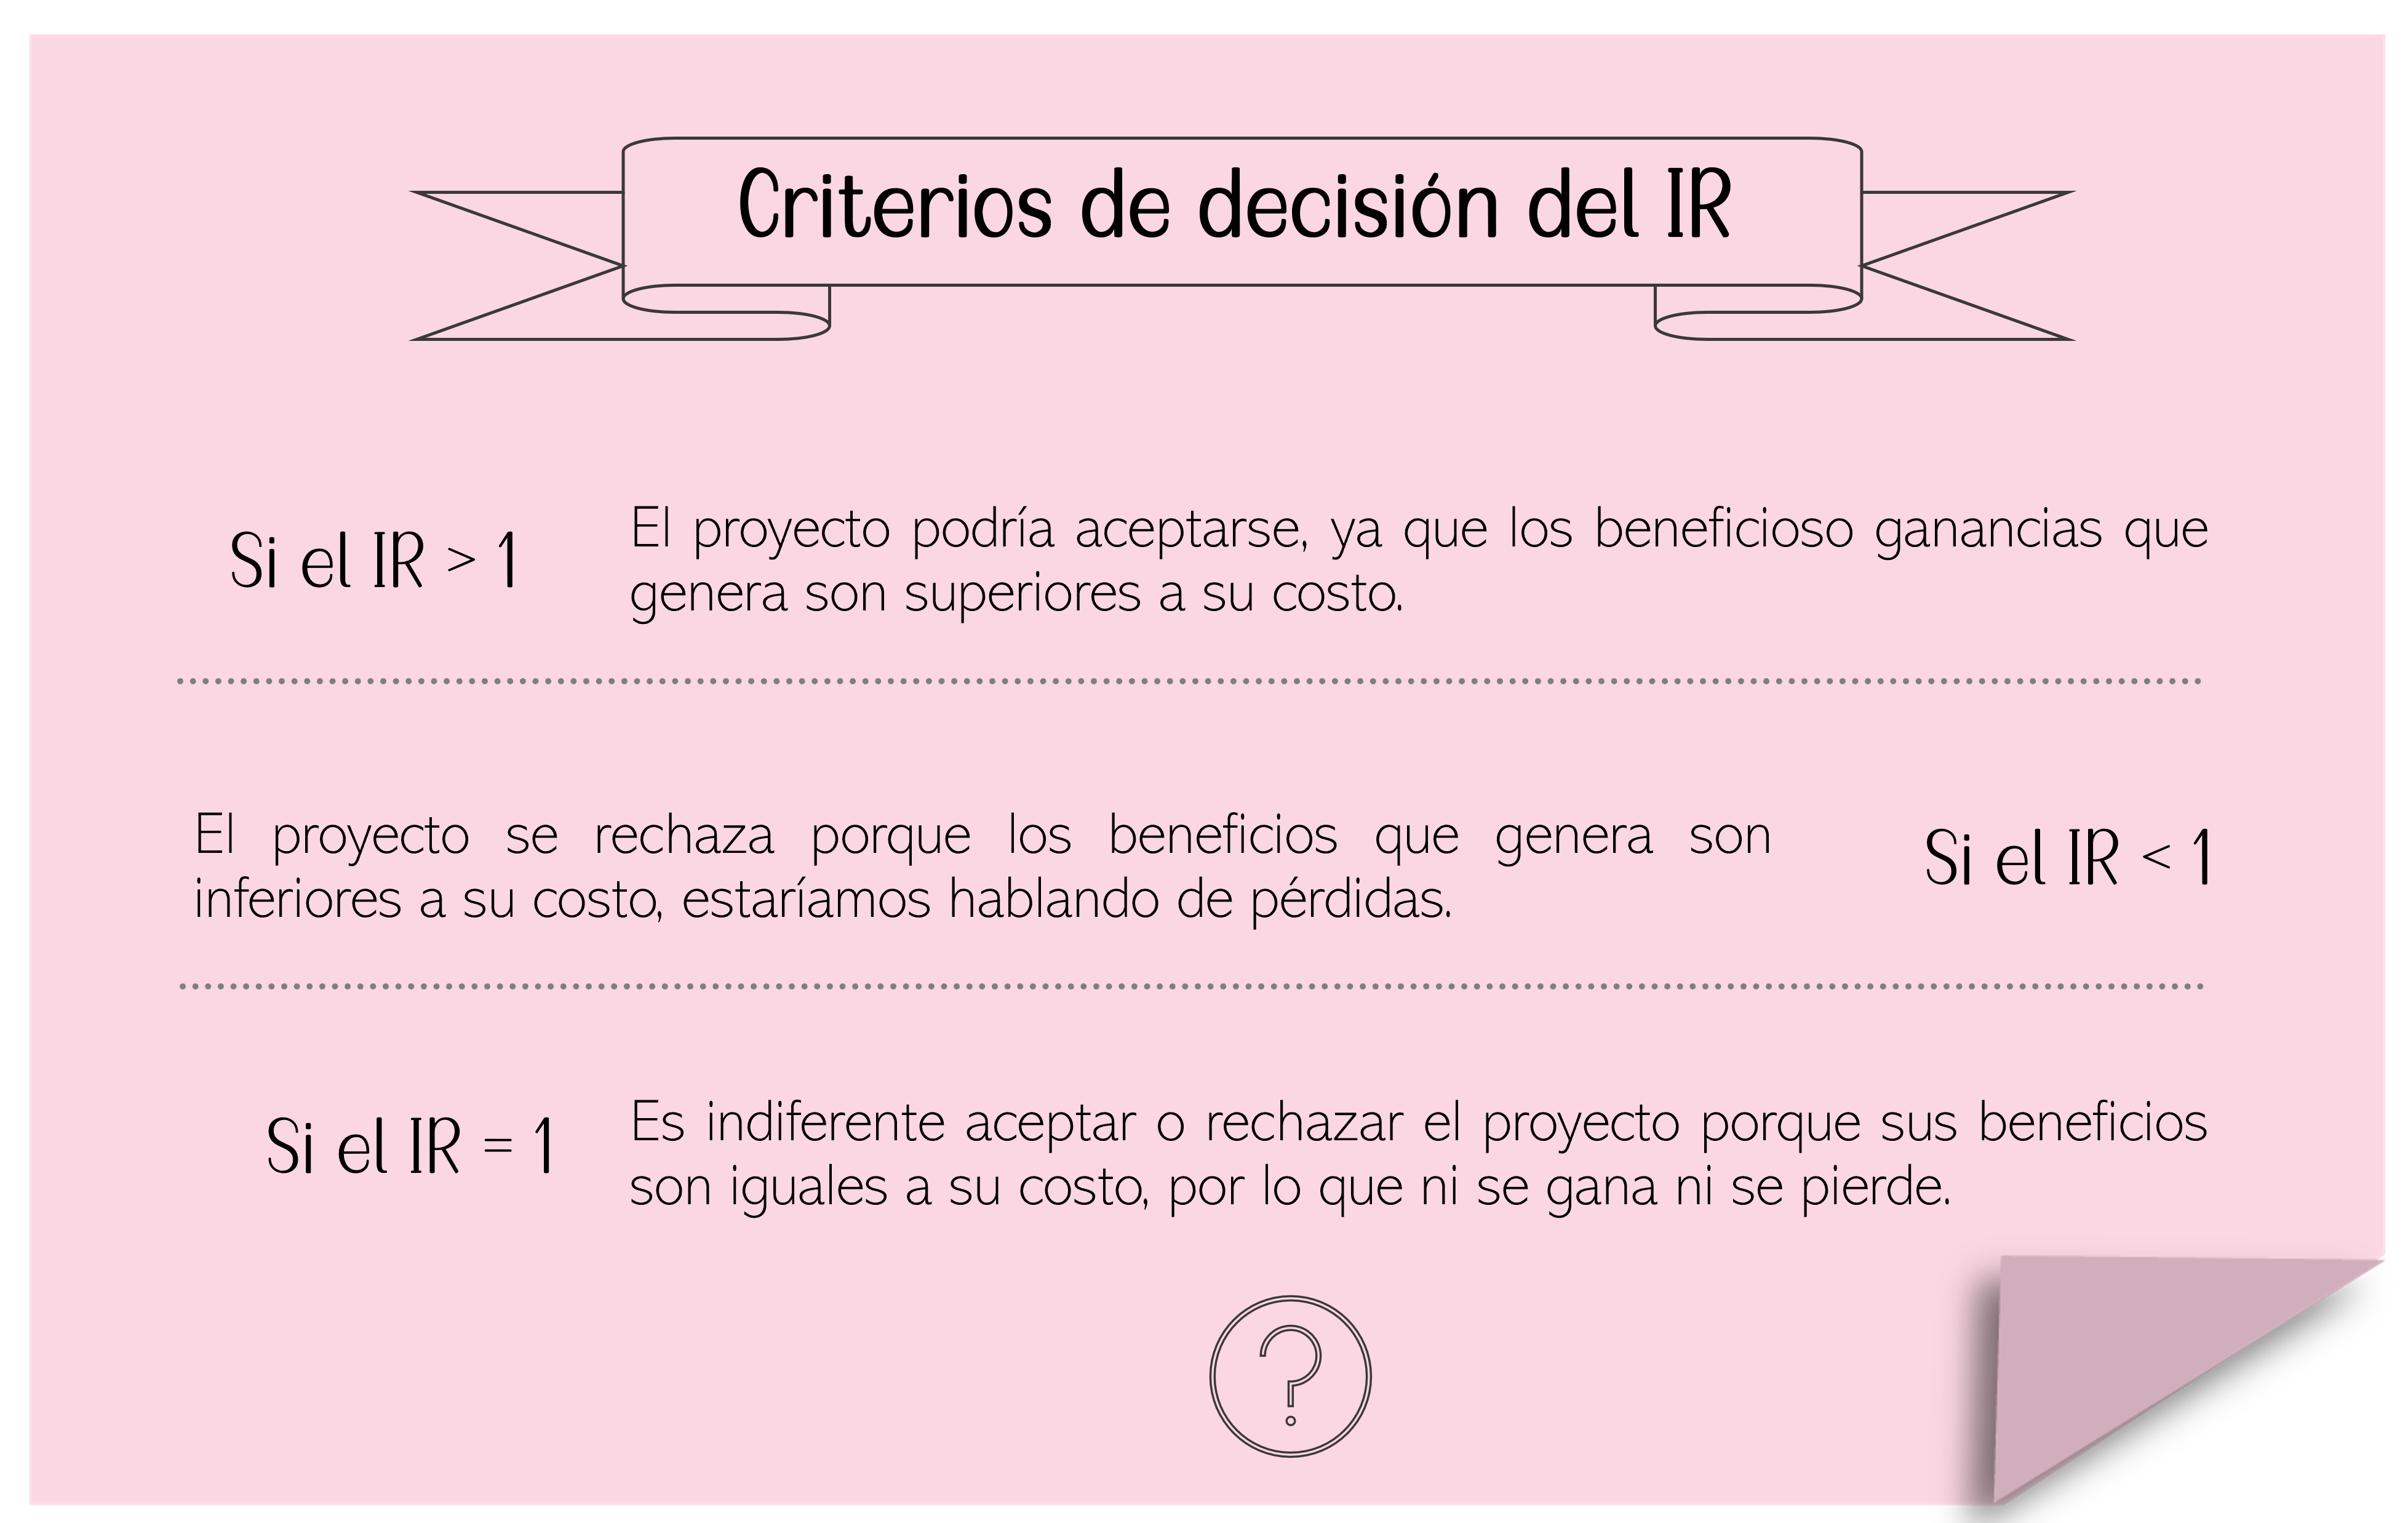 Criterios de decisión del IR
Si el IR > 1
El proyecto podría aceptarse, ya que los beneficioso ganancias que
genera son superiores a su costo.
El proyecto se rechaza porque los beneficios que genera son
inferiores a su costo, estaríamos hablando de pérdidas.
Si el IR < 1
Si el IR = 1
Es indiferente aceptar o rechazar el proyecto porque sus beneficios
son iguales a su costo, por lo que ni se gana ni se pierde.
?